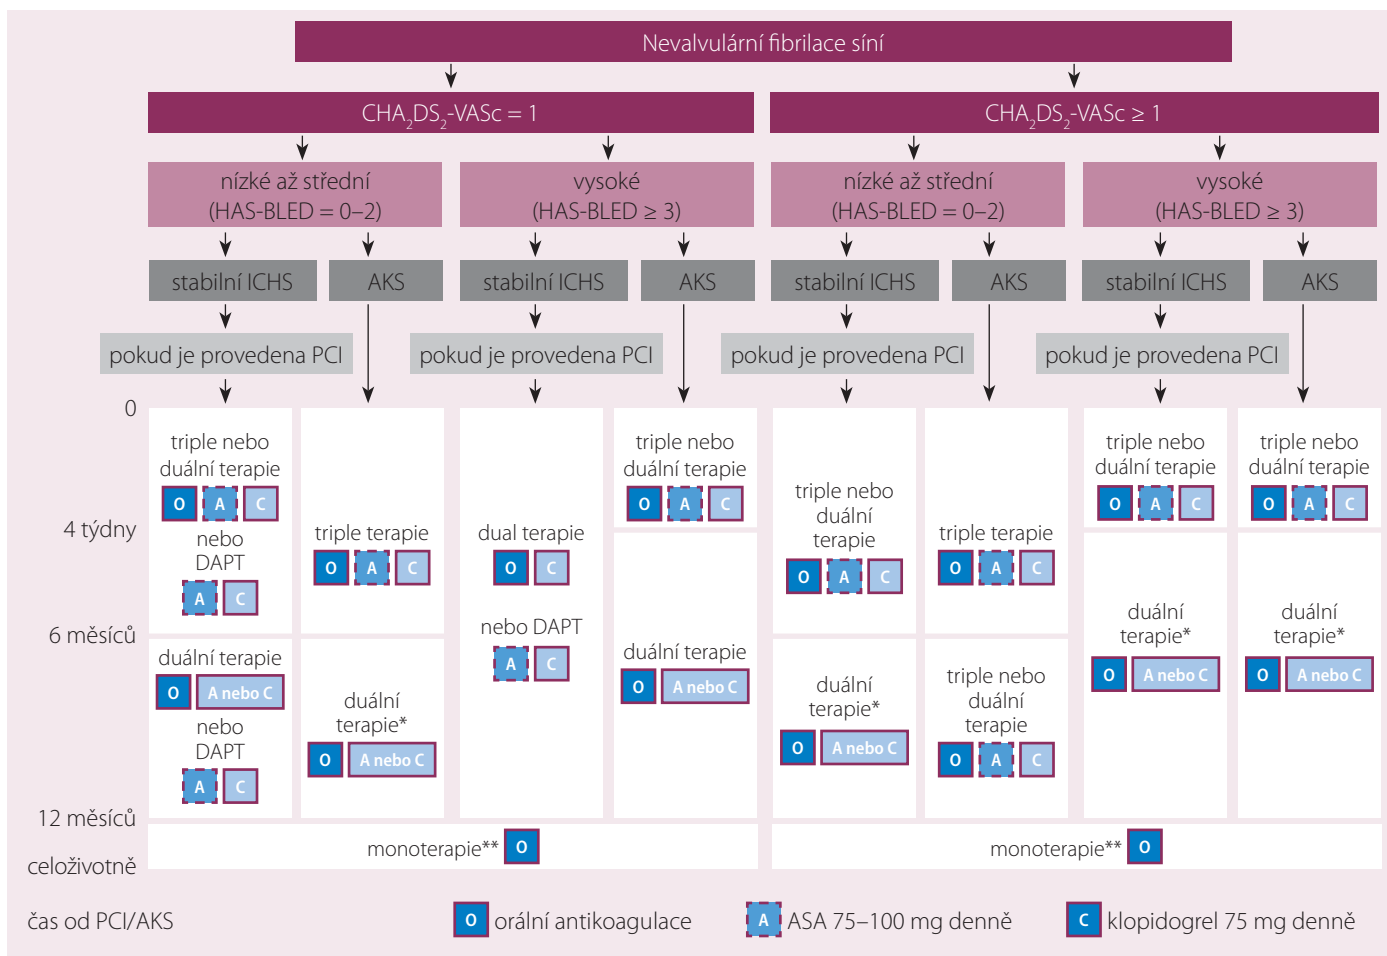 Nevalvulární fibrilace síní
CHA₂DS₂-VASc = 1
CHA₂DS₂-VASc ≥ 1
nízké až střední
(HAS-BLED = 0–2)
vysoké
(HAS-BLED ≥ 3)
nízké až střední
(HAS-BLED = 0–2)
vysoké
(HAS-BLED ≥ 3)
stabilní ICHS
AKS
stabilní ICHS
AKS
stabilní ICHS
AKS
stabilní ICHS
AKS
pokud je provedena PCI
pokud je provedena PCI
pokud je provedena PCI
pokud je provedena PCI
0
4 týdny
6 měsíců
12 měsíců
celoživotně
triple nebo
duální terapie
O A C
nebo
DAPT
A C
duální terapie
O A nebo C
nebo
DAPT
A C
triple terapie
O A C
duální
terapie*
O A nebo C
dual terapie
O C
nebo DAPT
A C
triple nebo
duální terapie
O A C
duální terapie
O A nebo C
triple nebo
duální
terapie
O A C
duální
terapie*
O A nebo C
triple terapie
O A C
triple nebo
duální
terapie
O A C
triple nebo
duální terapie
O A C
duální
terapie*
O A nebo C
triple nebo
duální terapie
O A C
duální
terapie*
O A nebo C
monoterapie** O
monoterapie** O
čas od PCI/AKS
O orální antikoagulace
A ASA 75–100 mg denně
C klopidogrel 75 mg denně